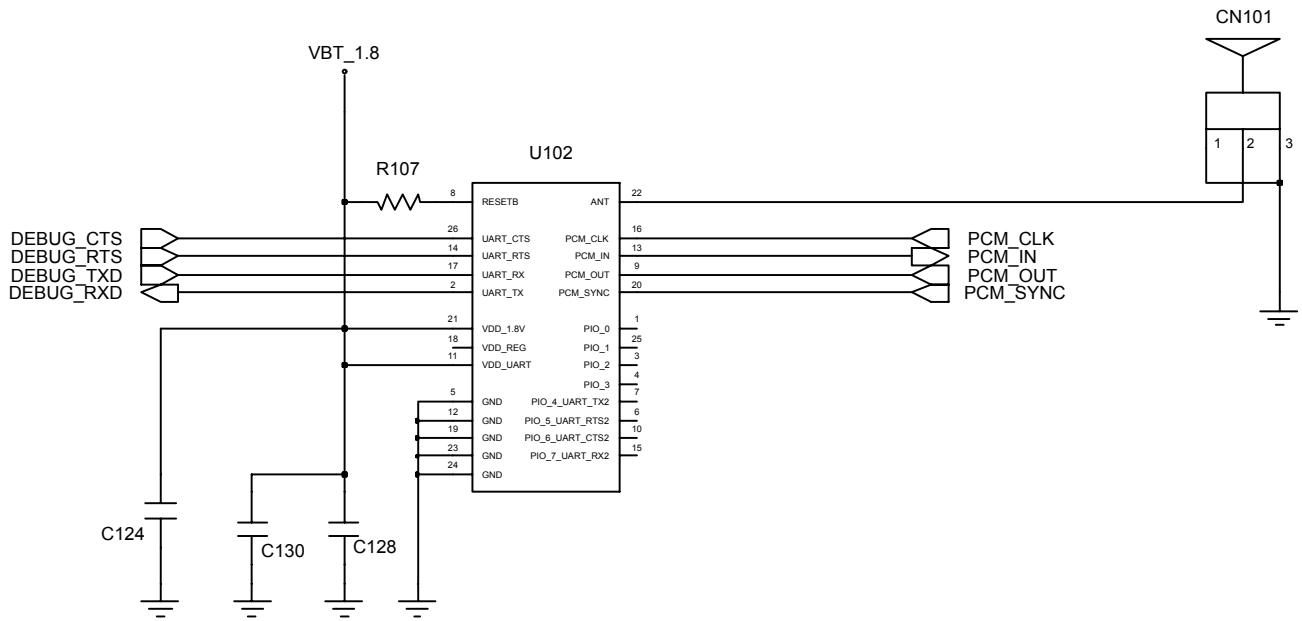 CN101
VBT_1.8
1 2 3
U102
R107
8 RESETB ANT 22
DEBUG_CTS 26 UART_CTS PCM_CLK 16 PCM_CLK
DEBUG_RTS 14 UART_RTS PCM_IN 13 PCM_IN
DEBUG_TXD 17 UART_RX PCM_OUT 9 PCM_OUT
DEBUG_RXD 2 UART_TX PCM_SYNC 20 PCM_SYNC
21 VDD_1.8V PIO_0 1
18 VDD_REG PIO_1 25
11 VDD_UART PIO_2 3
PIO_3 4
5 GND PIO_4_UART_TX2 7
12 GND PIO_5_UART_RTS2 6
19 GND PIO_6_UART_CTS2 10
23 GND PIO_7_UART_RX2 15
24 GND
C124
C130
C128